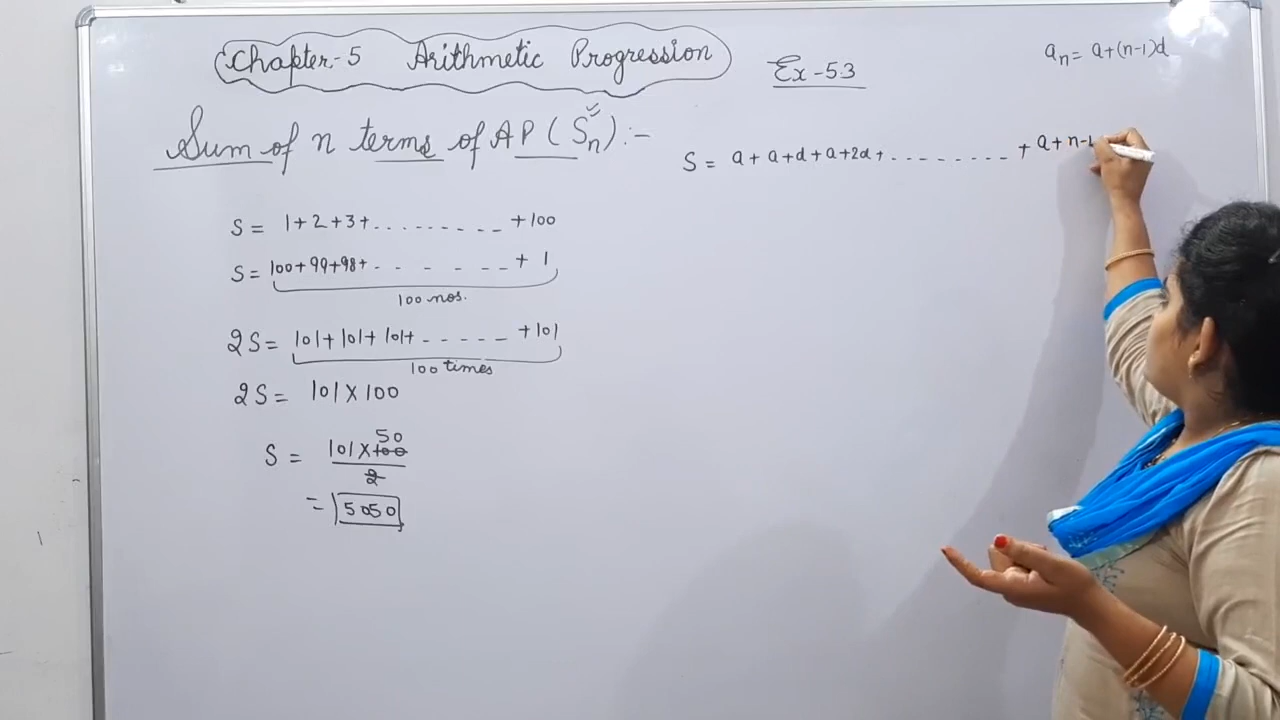 Chapter-5 Arithmetic Progression
Ex-5.3
aₙ = a+(n-1)d
Sum of n terms of AP (Sₙ):-
S = a + a+d + a+2d + ......... + a+n-1
S = 1+2+3+ ......... +100
S = 100+99+98+ ....... + 1
100 nos.
2S = 101+101+101+ ...... +101
100 times
2S = 101×100
S = 101×100/2 50
= 5050